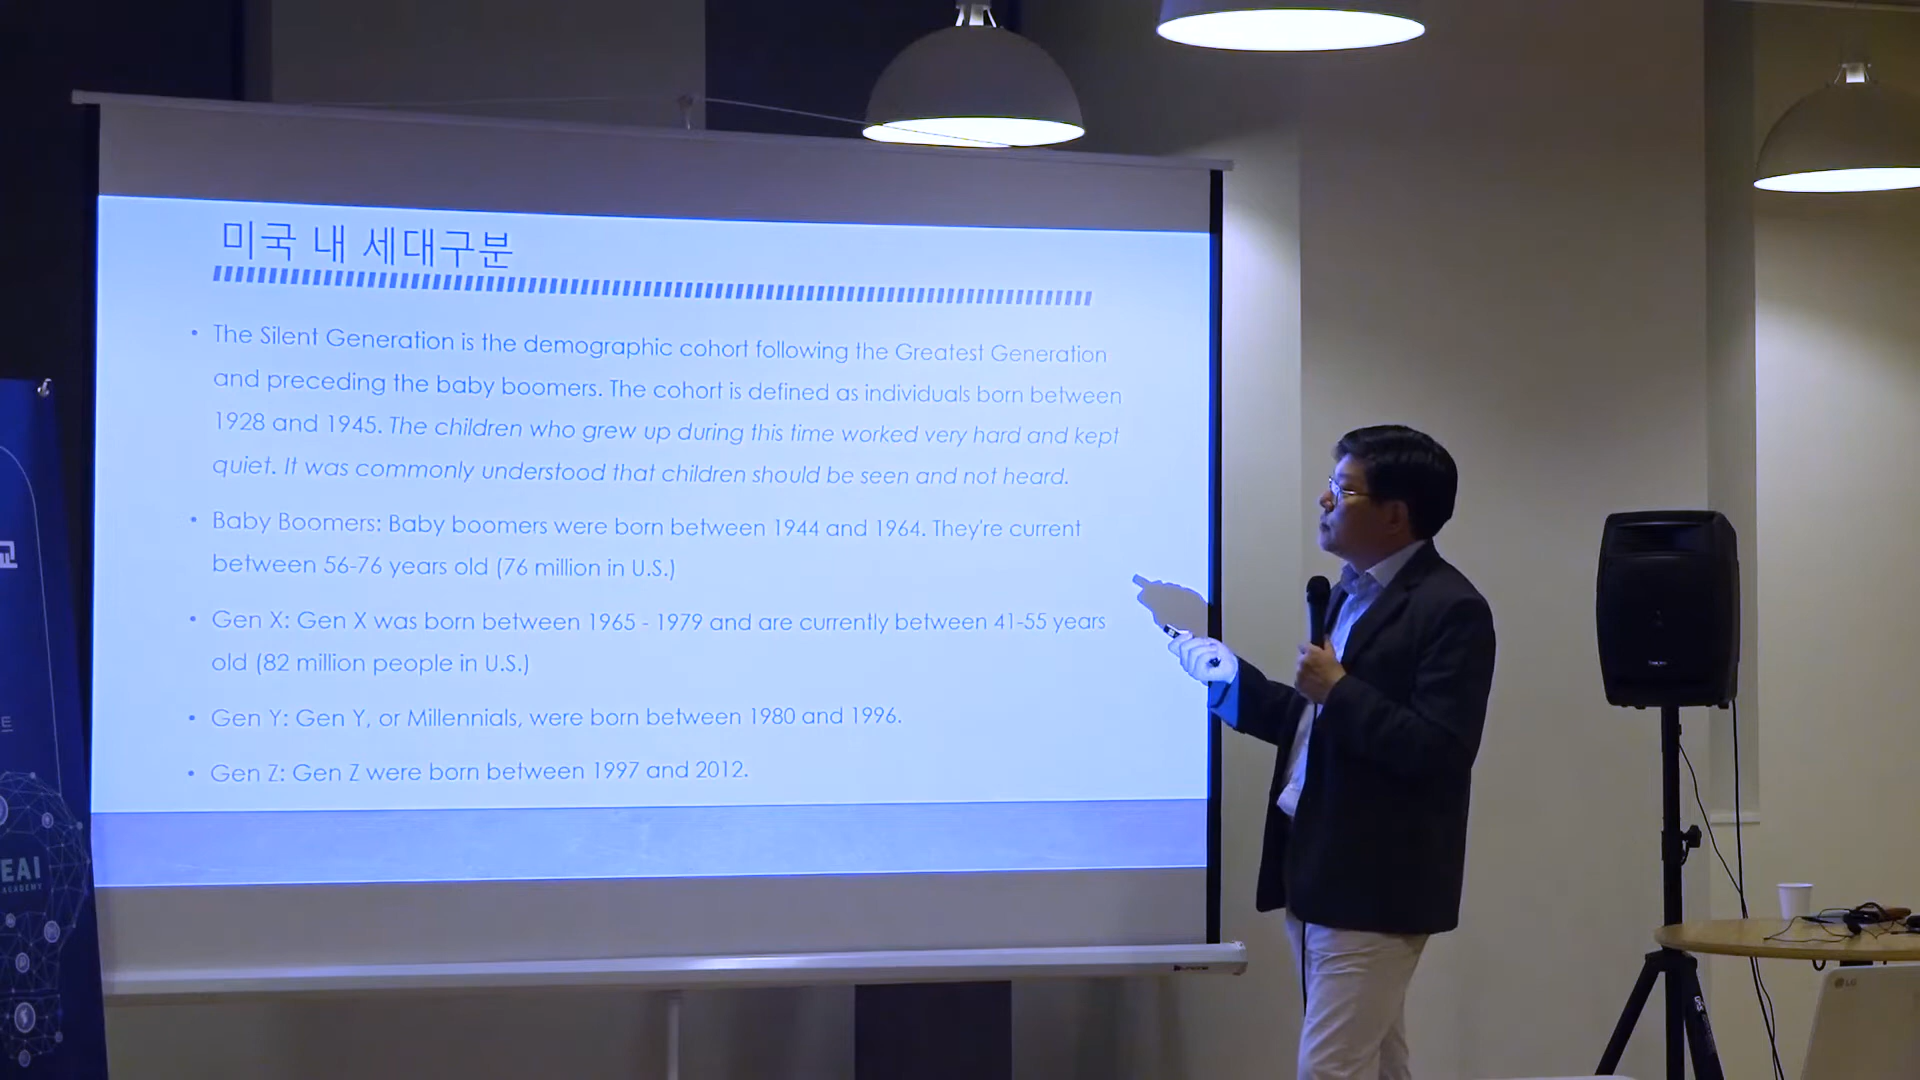 미국 내 세대구분
• The Silent Generation is the demographic cohort following the Greatest Generation
and preceding the baby boomers. The cohort is defined as individuals born between
1928 and 1945. The children who grew up during this time worked very hard and kept
quiet. It was commonly understood that children should be seen and not heard.
• Baby Boomers: Baby boomers were born between 1944 and 1964. They're current
between 56-76 years old (76 million in U.S.)
• Gen X: Gen X was born between 1965 - 1979 and are currently between 41-55 years
old (82 million people in U.S.)
• Gen Y: Gen Y, or Millennials, were born between 1980 and 1996.
• Gen Z: Gen Z were born between 1997 and 2012.
교
트
EAI
ACADEMY
LG